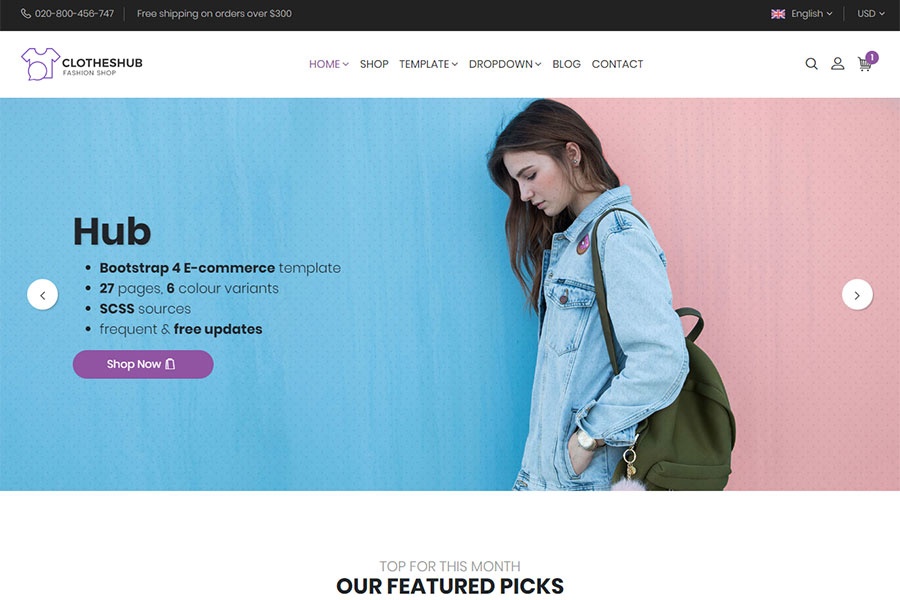 020-800-456-747
Free shipping on orders over $300
English
USD
CLOTHESHUB
FASHION SHOP
HOME SHOP TEMPLATE DROPDOWN BLOG CONTACT
1
Hub
Bootstrap 4 E-commerce template
27 pages, 6 colour variants
SCSS sources
frequent & free updates
Shop Now
TOP FOR THIS MONTH
OUR FEATURED PICKS